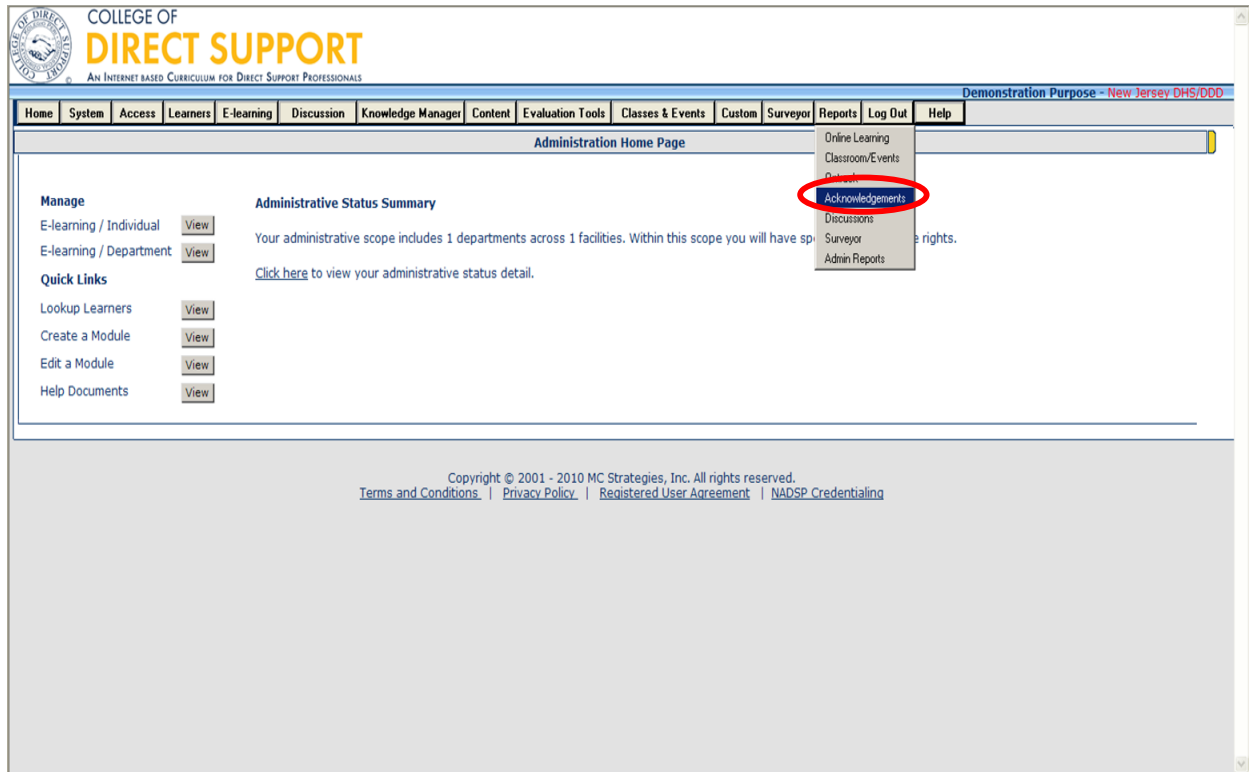 COLLEGE OF
DIRECT SUPPORT
AN INTERNET BASED CURRICULUM FOR DIRECT SUPPORT PROFESSIONALS
Demonstration Purpose - New Jersey DHS/DDD
Home System Access Learners E-learning Discussion Knowledge Manager Content Evaluation Tools Classes & Events Custom Surveyor Reports Log Out Help
Administration Home Page
Online Learning
Classroom/Events
Acknowledgements
Discussions
Surveyor
Admin Reports
Manage
E-learning / Individual View
E-learning / Department View
Quick Links
Lookup Learners View
Create a Module View
Edit a Module View
Help Documents View
Administrative Status Summary
Your administrative scope includes 1 departments across 1 facilities. Within this scope you will have rights.
Click here to view your administrative status detail.
Copyright © 2001 - 2010 MC Strategies, Inc. All rights reserved.
Terms and Conditions | Privacy Policy | Registered User Agreement | NADSP Credentialing